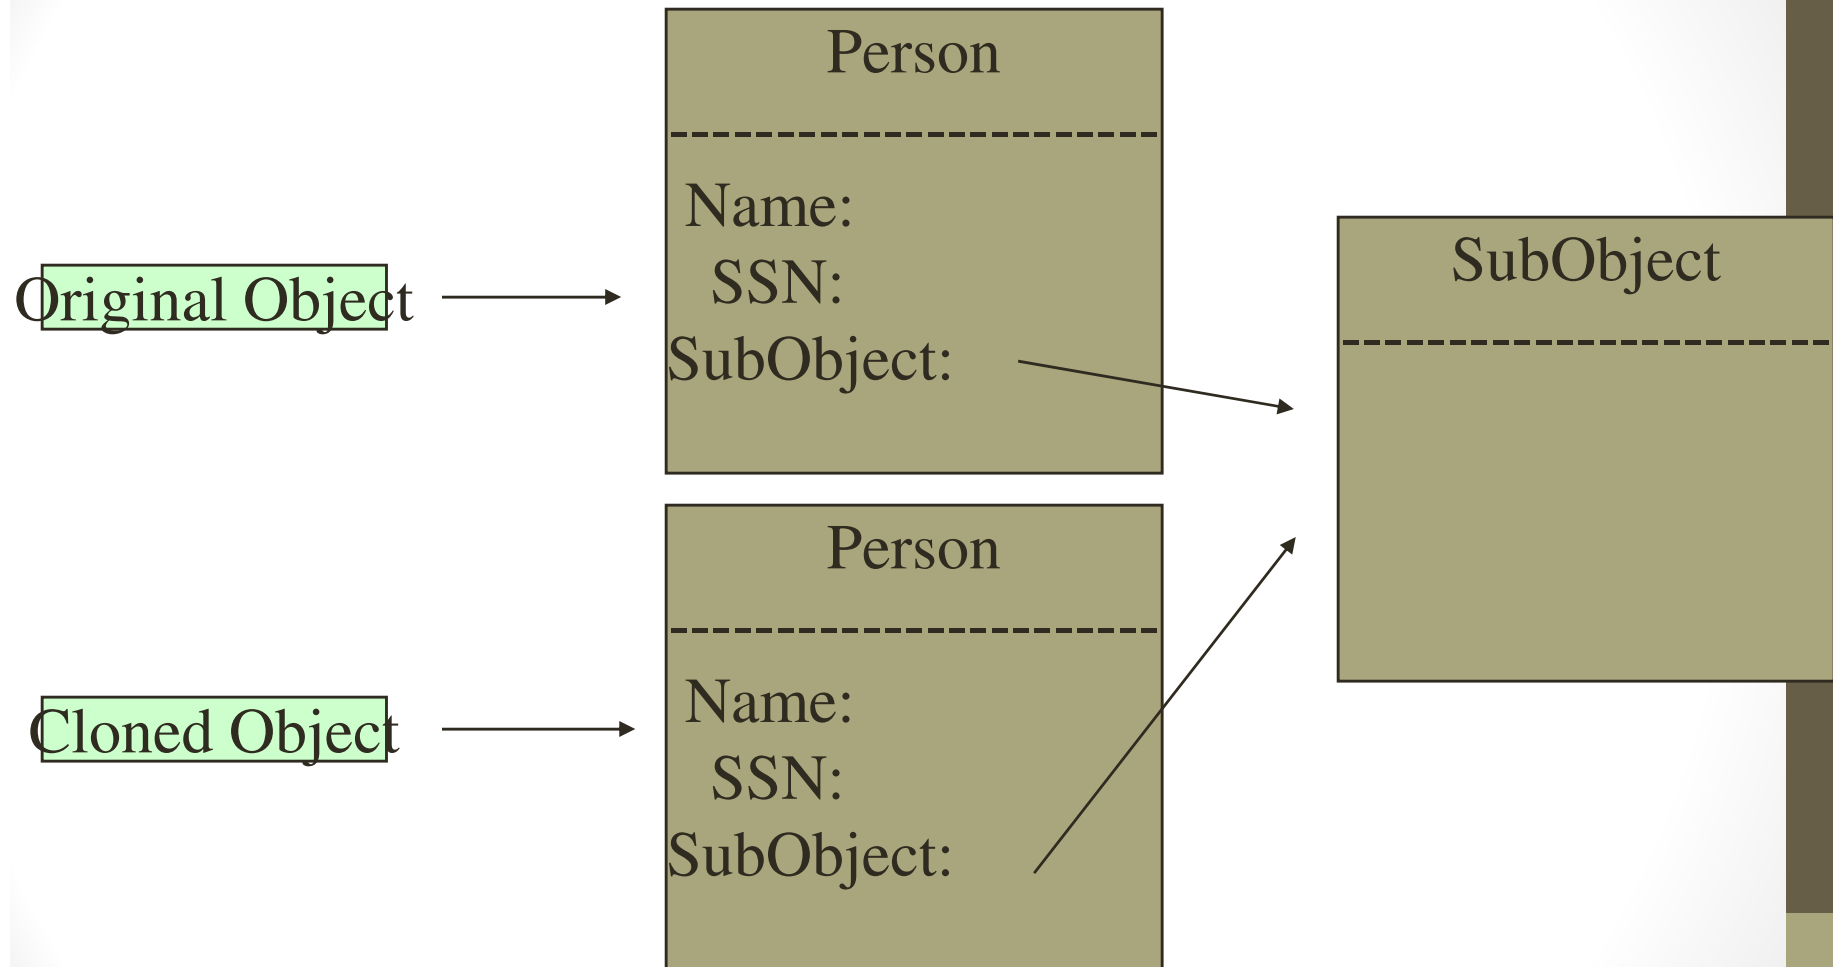 Original Object
Person
Name:
SSN:
SubObject:
Cloned Object
Person
Name:
SSN:
SubObject:
SubObject